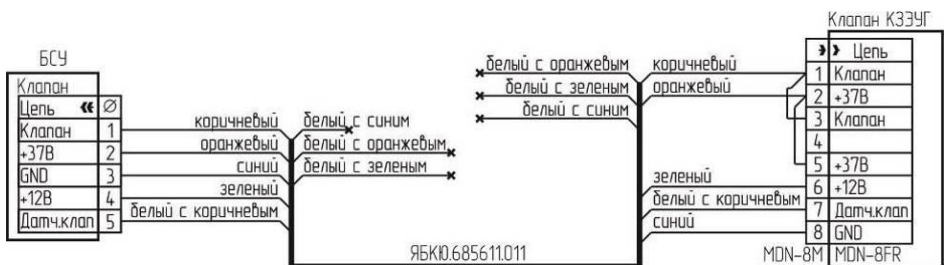 Клапан КЗЭУГ
БСУ
Клапан
Цепь
Клапан 1
+37В 2
GND 3
+12В 4
Датч.клап 5
коричневый
оранжевый
синий
зеленый
белый с коричневым
белый с синим
белый с оранжевым
белый с зеленым
белый с оранжевым
белый с зеленым
белый с синим
коричневый
оранжевый
зеленый
белый с коричневым
синий
Цепь
1 Клапан
2 +37В
3 Клапан
4
5 +37В
6 +12В
7 Датч.клап
8 GND
ЯБКЮ.685611.011
MDN-8M MDN-8FR